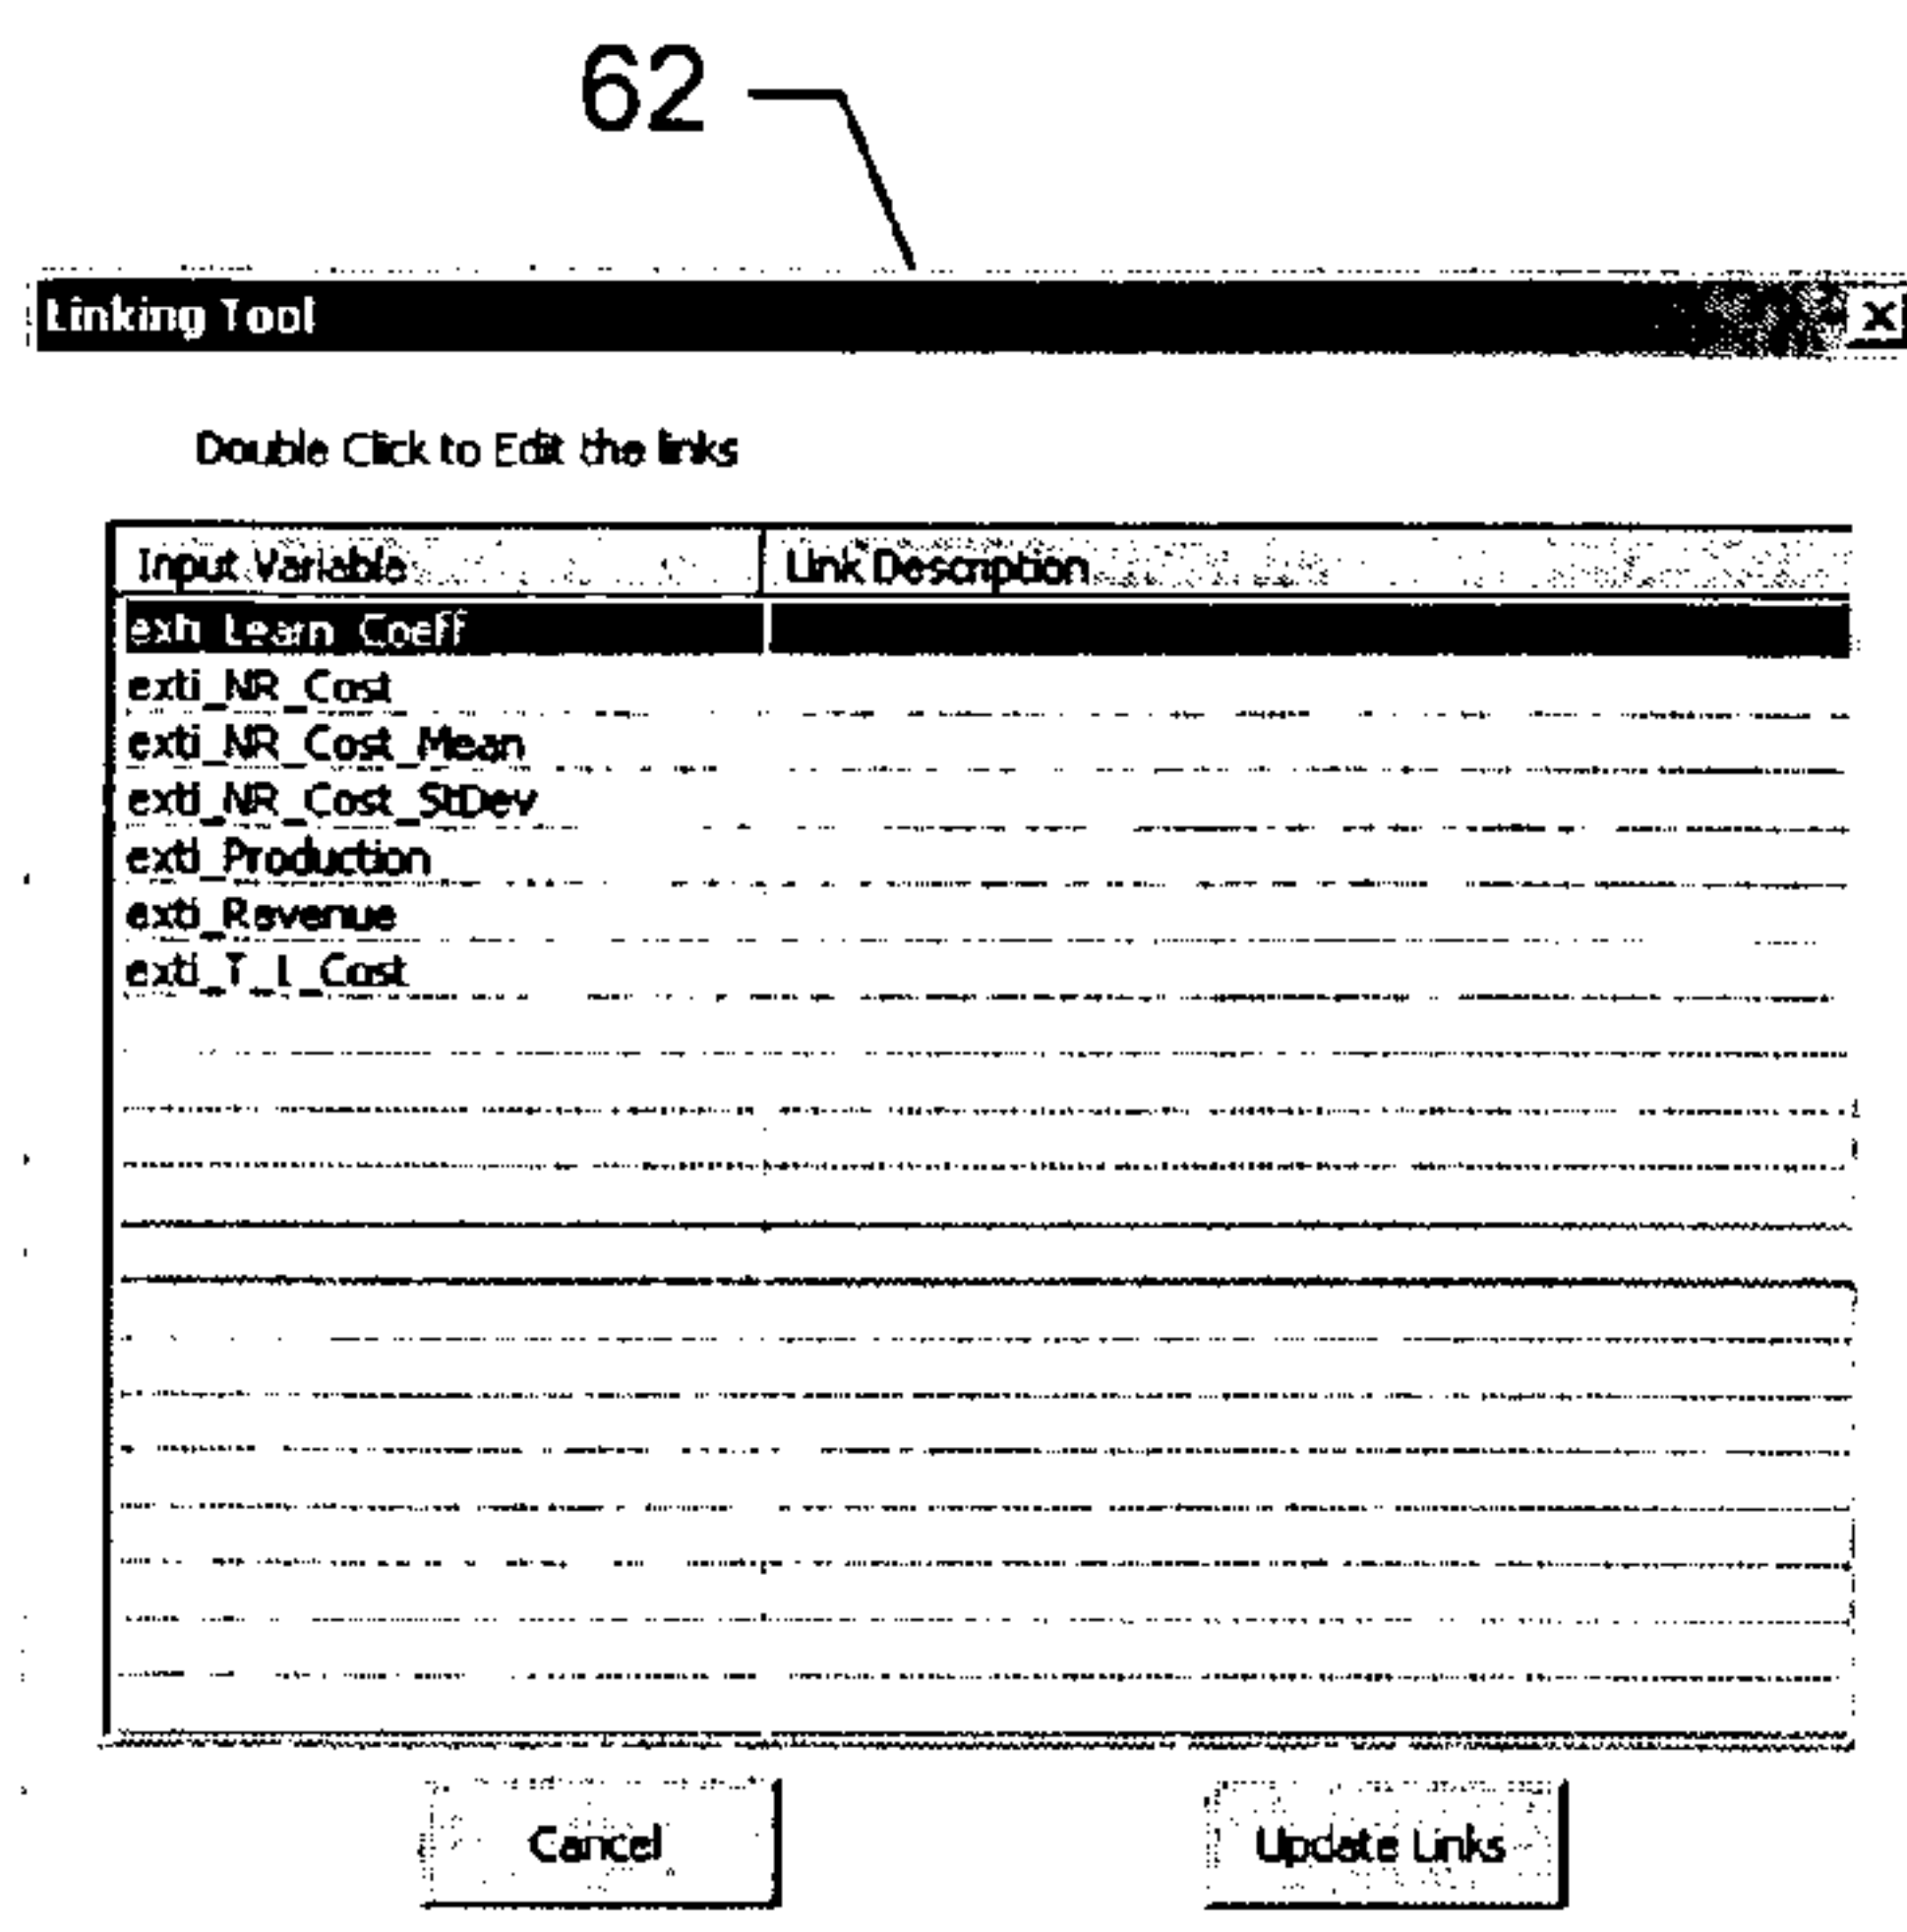 62
Linking Tool
Double Click to Edit the links
Input Variable Link Description
exti_Learn_Coeff
exti_NR_Cost
exti_NR_Cost_Mean
exti_NR_Cost_StDev
exti_Production
exti_Revenue
exti_T_1_Cost
Cancel Update Links